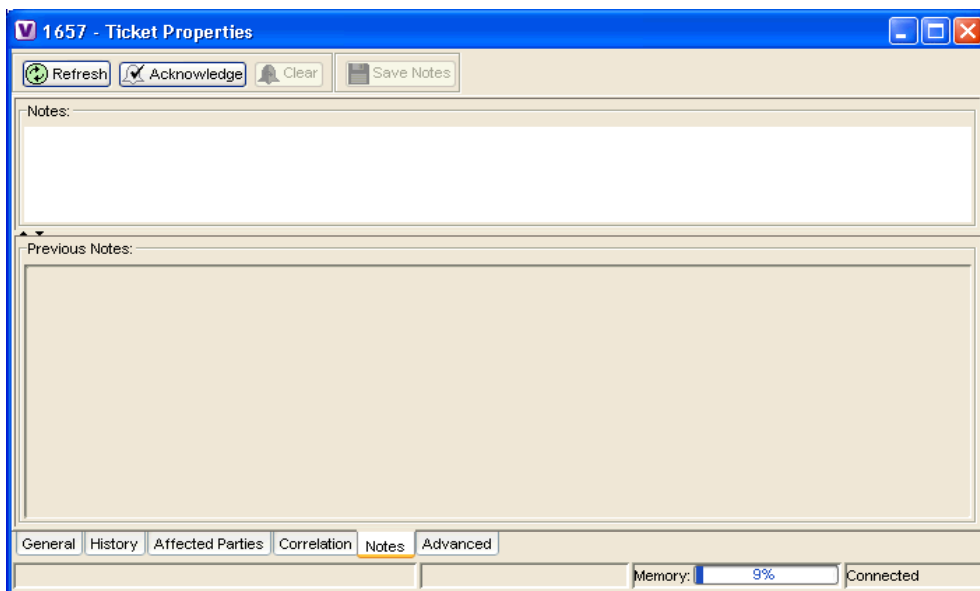 V 1657 - Ticket Properties
Refresh Acknowledge Clear Save Notes
Notes:
Previous Notes:
General History Affected Parties Correlation Notes Advanced
Memory: 9% Connected